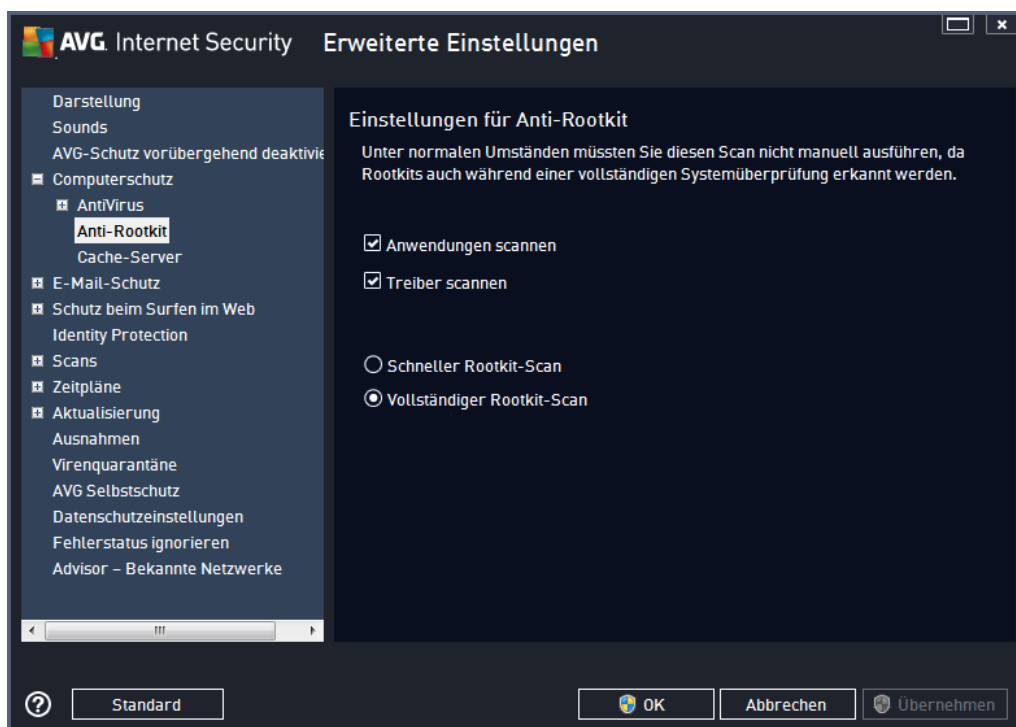 AVG. Internet Security Erweiterte Einstellungen
Darstellung
Sounds
AVG-Schutz vorübergehend deaktivie
Computerschutz
AntiVirus
Anti-Rootkit
Cache-Server
E-Mail-Schutz
Schutz beim Surfen im Web
Identity Protection
Scans
Zeitpläne
Aktualisierung
Ausnahmen
Virenquarantäne
AVG Selbstschutz
Datenschutzeinstellungen
Fehlerstatus ignorieren
Advisor – Bekannte Netzwerke
Einstellungen für Anti-Rootkit
Unter normalen Umständen müssten Sie diesen Scan nicht manuell ausführen, da
Rootkits auch während einer vollständigen Systemüberprüfung erkannt werden.
Anwendungen scannen
Treiber scannen
Schneller Rootkit-Scan
Vollständiger Rootkit-Scan
? Standard OK Abbrechen Übernehmen